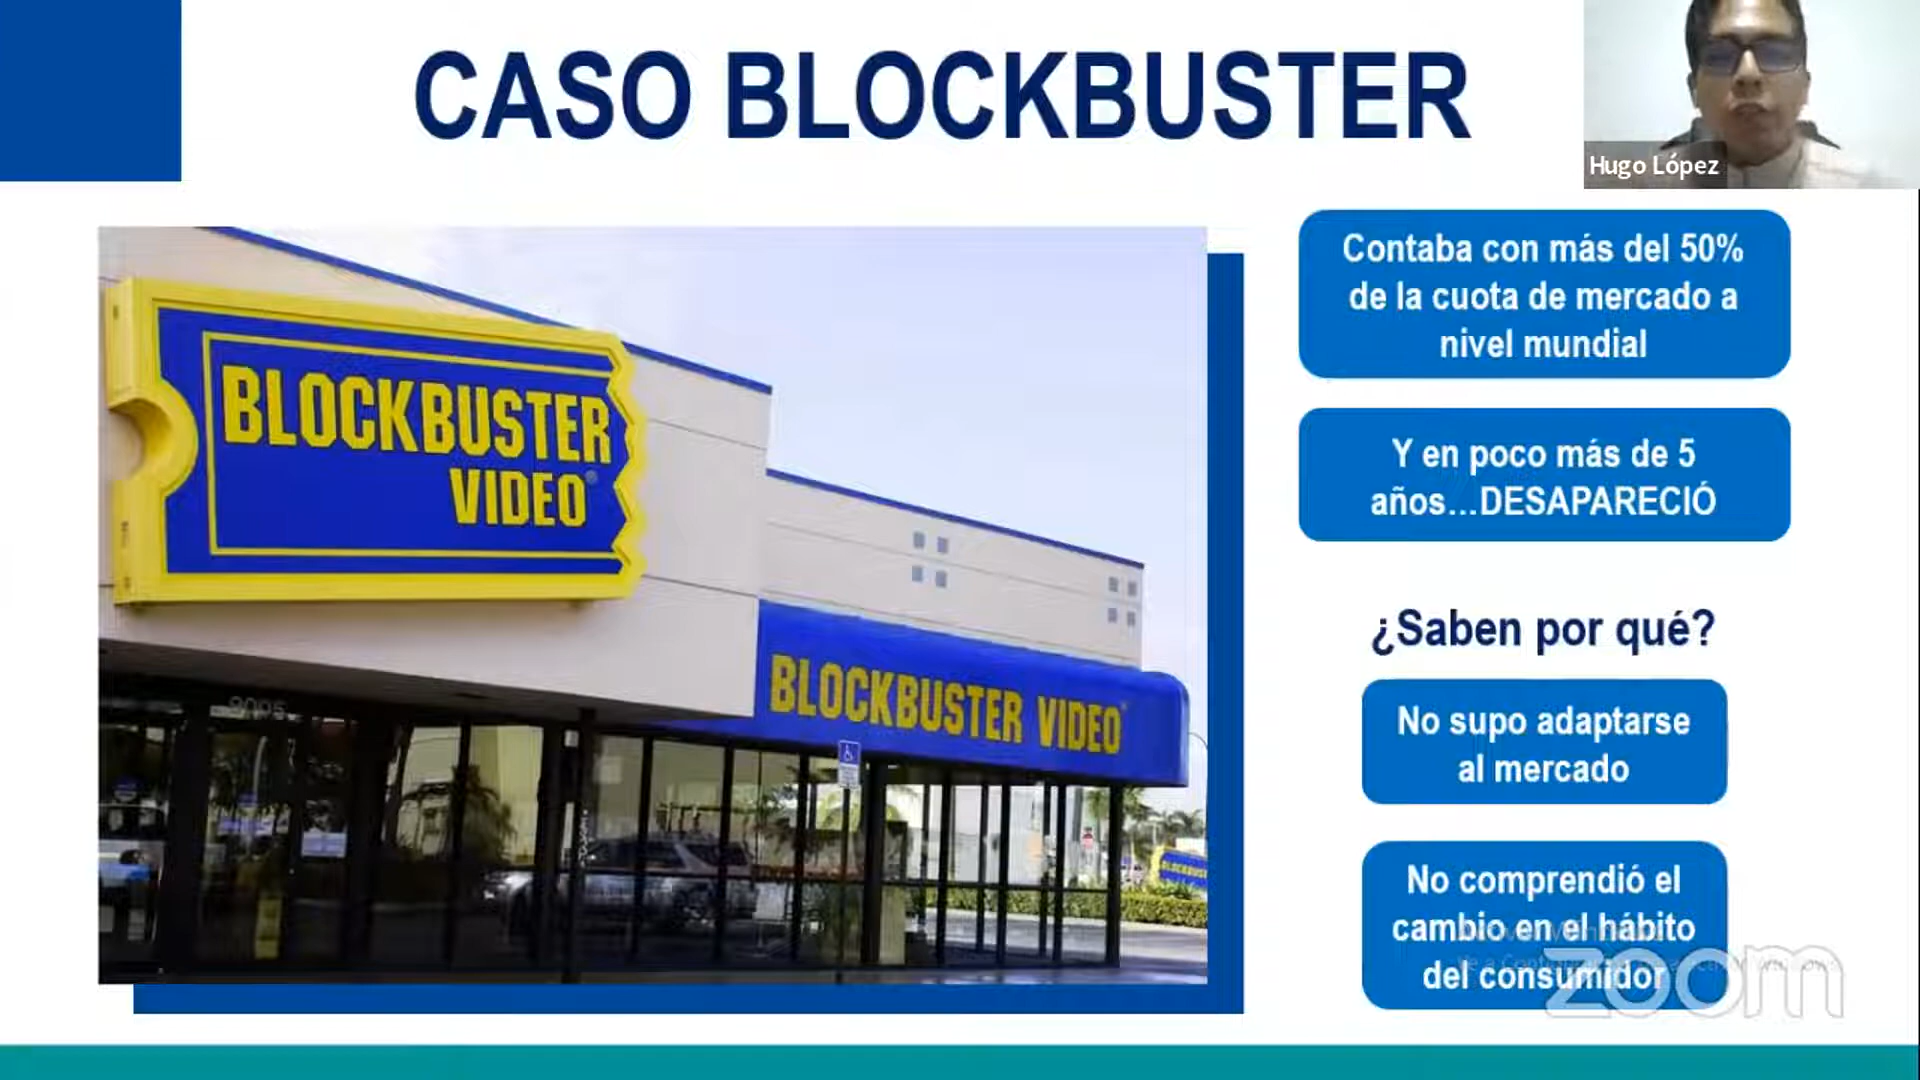 CASO BLOCKBUSTER
Hugo López
BLOCKBUSTER
VIDEO
BLOCKBUSTER VIDEO
Contaba con más del 50%
de la cuota de mercado a
nivel mundial
Y en poco más de 5
años...DESAPARECIÓ
¿Saben por qué?
No supo adaptarse
al mercado
No comprendió el
cambio en el hábito
del consumidor
zoom